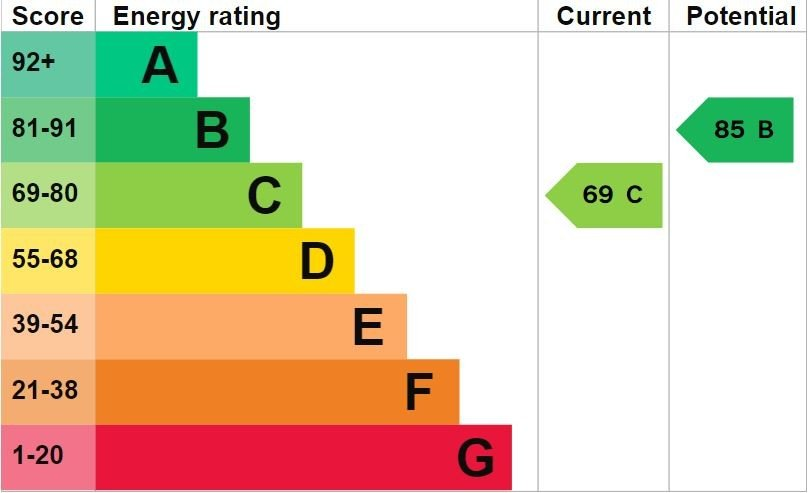 Score Energy rating Current Potential
92+ A
81-91 B 85 B
69-80 C 69 C
55-68 D
39-54 E
21-38 F
1-20 G